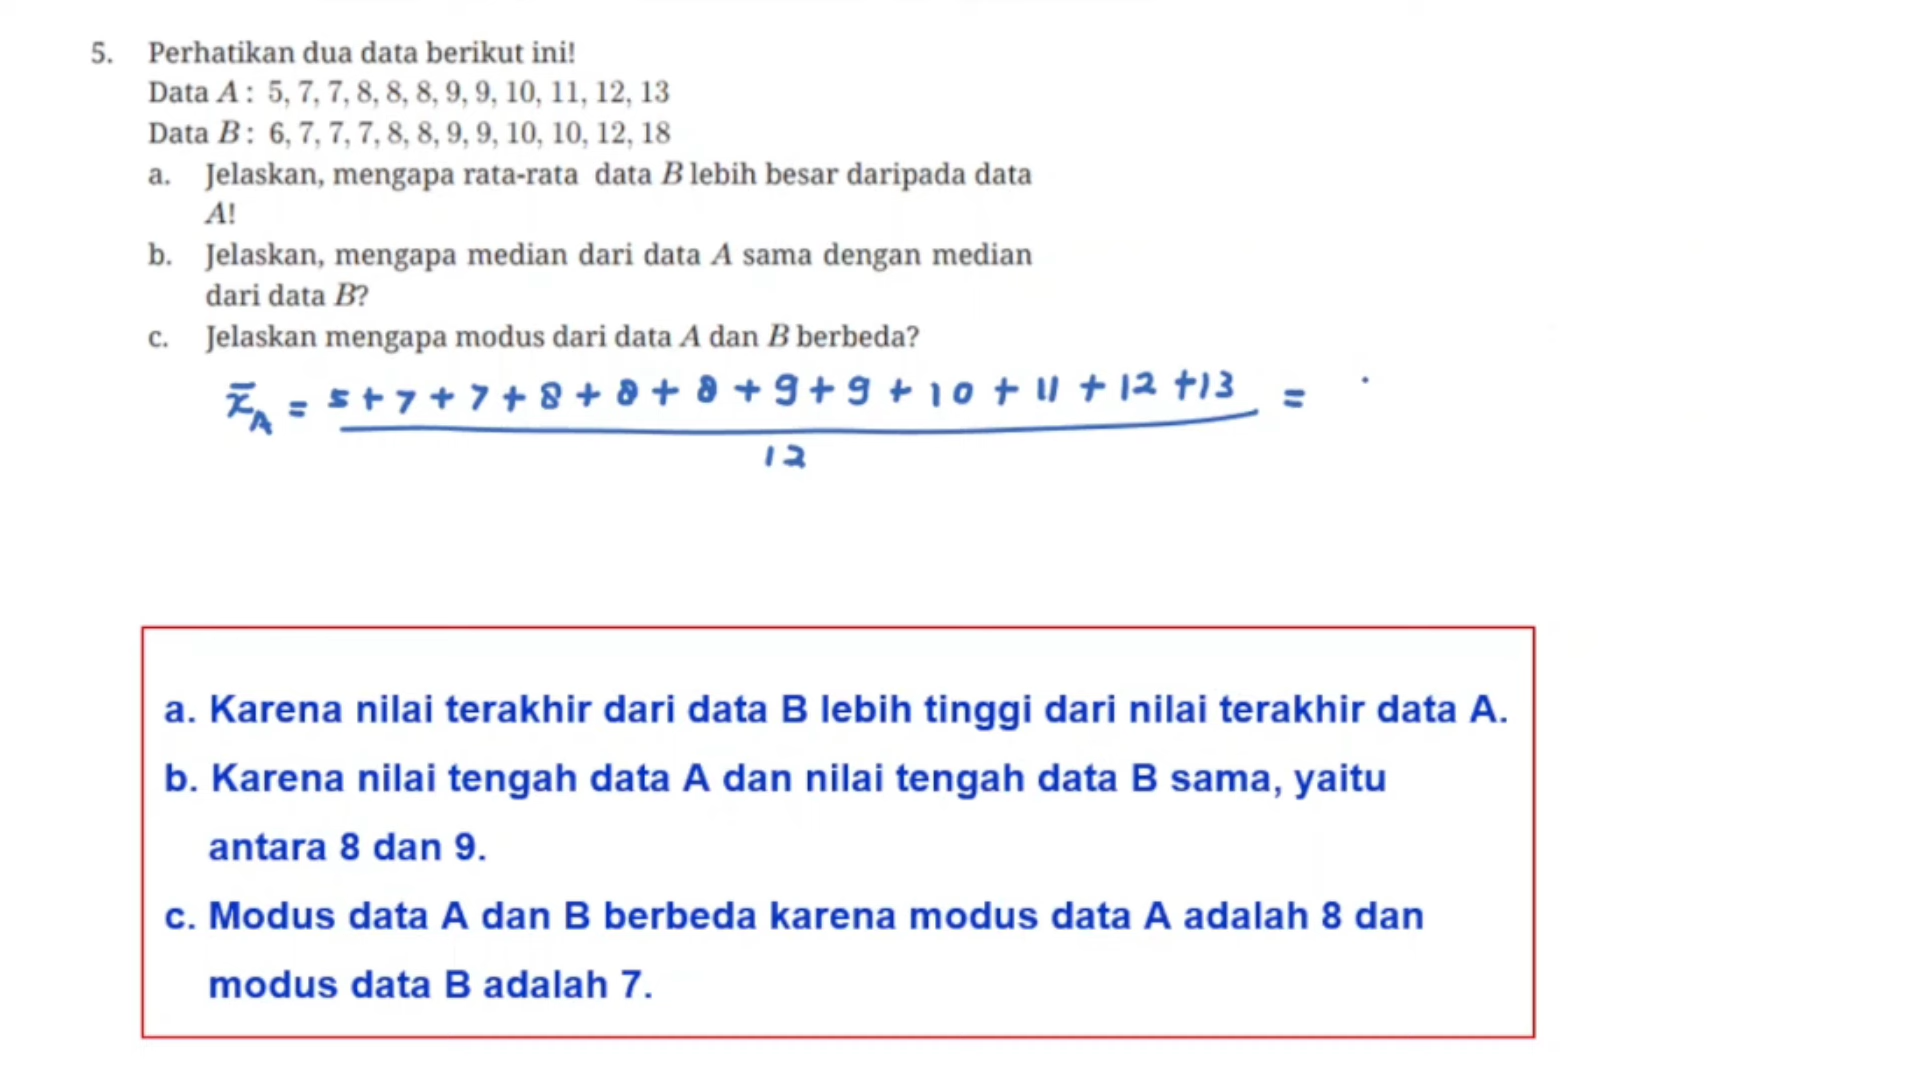 5. Perhatikan dua data berikut ini!
Data A : 5, 7, 7, 8, 8, 8, 9, 9, 10, 11, 12, 13
Data B : 6, 7, 7, 7, 8, 8, 9, 9, 10, 10, 12, 18
a. Jelaskan, mengapa rata-rata data B lebih besar daripada data
A!
b. Jelaskan, mengapa median dari data A sama dengan median
dari data B?
c. Jelaskan mengapa modus dari data A dan B berbeda?
x̄A = 5 + 7 + 7 + 8 + 8 + 8 + 9 + 9 + 10 + 11 + 12 + 13 =
12
a. Karena nilai terakhir dari data B lebih tinggi dari nilai terakhir data A.
b. Karena nilai tengah data A dan nilai tengah data B sama, yaitu
antara 8 dan 9.
c. Modus data A dan B berbeda karena modus data A adalah 8 dan
modus data B adalah 7.